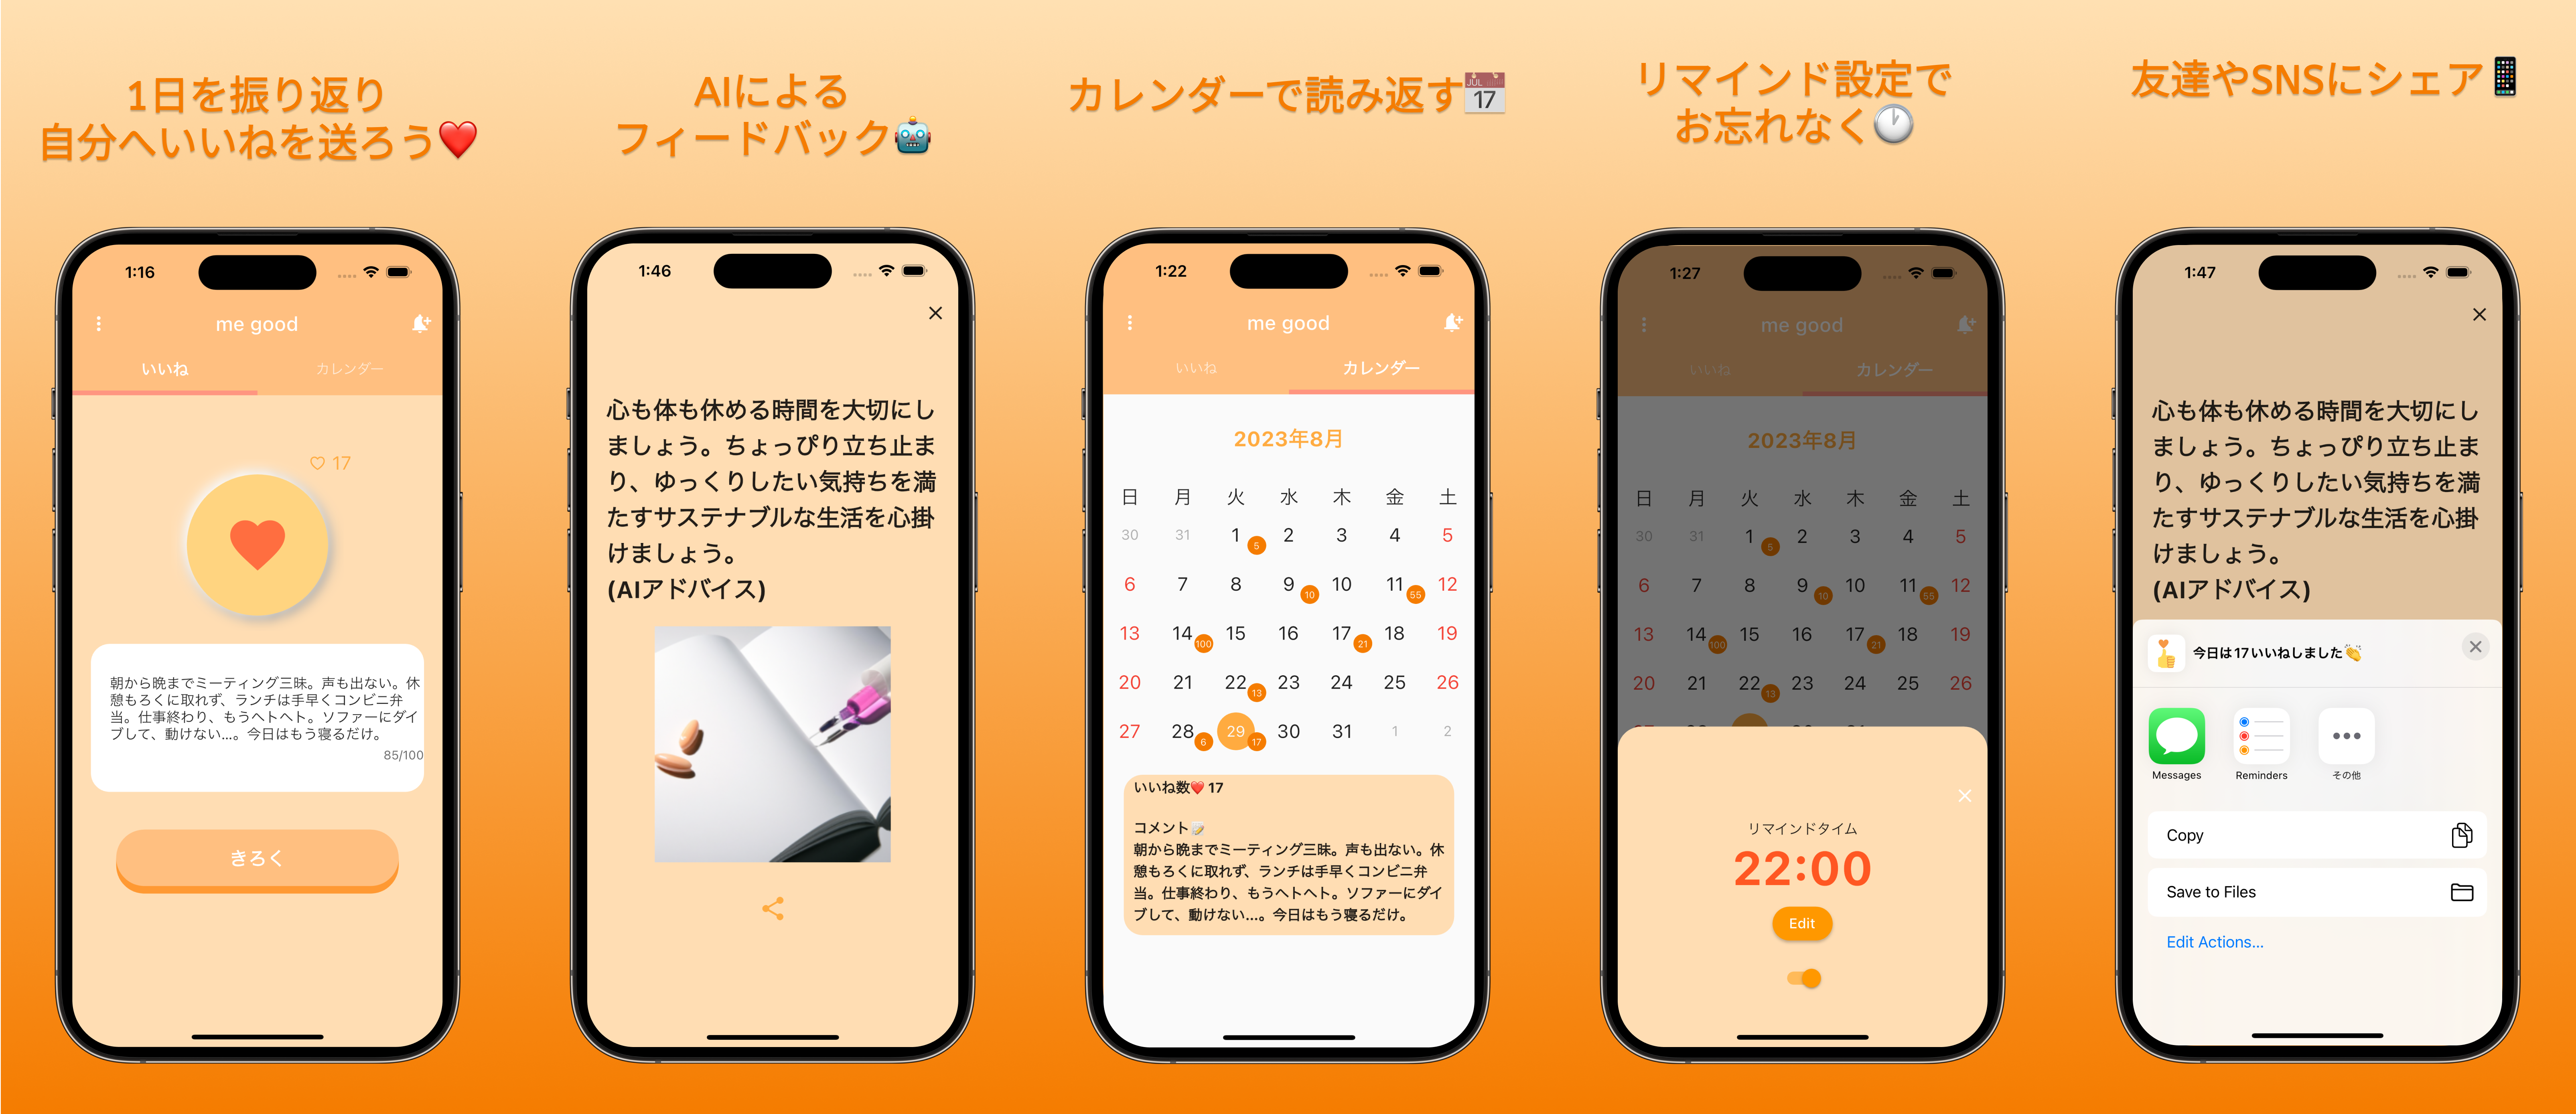 1日を振り返り
自分へいいねを送ろう❤️
1:16
me good
いいね カレンダー
17
朝から晩までミーティング三昧。声も出ない。休
憩もろくに取れず、ランチは手早くコンビニ弁
当。仕事終わり、もうヘトヘト。ソファーにダイ
ブして、動けない...。今日はもう寝るだけ。
85/100
きろく
AIによる
フィードバック🤖
1:46
心も体も休める時間を大切にし
ましょう。ちょっぴり立ち止ま
り、ゆっくりしたい気持ちを満
たすサステナブルな生活を心掛
けましょう。
(AIアドバイス)
カレンダーで読み返す📅
1:22
me good
いいね カレンダー
2023年8月
日 月 火 水 木 金 土
30 31 1 5 2 3 4 5
6 7 8 9 10 10 11 55 12
13 14 100 15 16 17 21 18 19
20 21 22 13 23 24 25 26
27 28 6 29 17 30 31 1 2
いいね数❤️ 17
コメント📝
朝から晩までミーティング三昧。声も出ない。休
憩もろくに取れず、ランチは手早くコンビニ弁
当。仕事終わり、もうヘトヘト。ソファーにダイ
ブして、動けない...。今日はもう寝るだけ。
リマインド設定で
お忘れなく🕐
1:27
me good
いいね カレンダー
2023年8月
日 月 火 水 木 金 土
30 31 1 5 2 3 4 5
6 7 8 9 10 10 11 55 12
13 14 100 15 16 17 21 18 19
20 21 22 13 23 24 25 26
リマインドタイム
22:00
Edit
友達やSNSにシェア📱
1:47
心も体も休める時間を大切にし
ましょう。ちょっぴり立ち止ま
り、ゆっくりしたい気持ちを満
たすサステナブルな生活を心掛
けましょう。
(AIアドバイス)
今日は17いいねしました👏
Messages Reminders その他
Copy
Save to Files
Edit Actions...